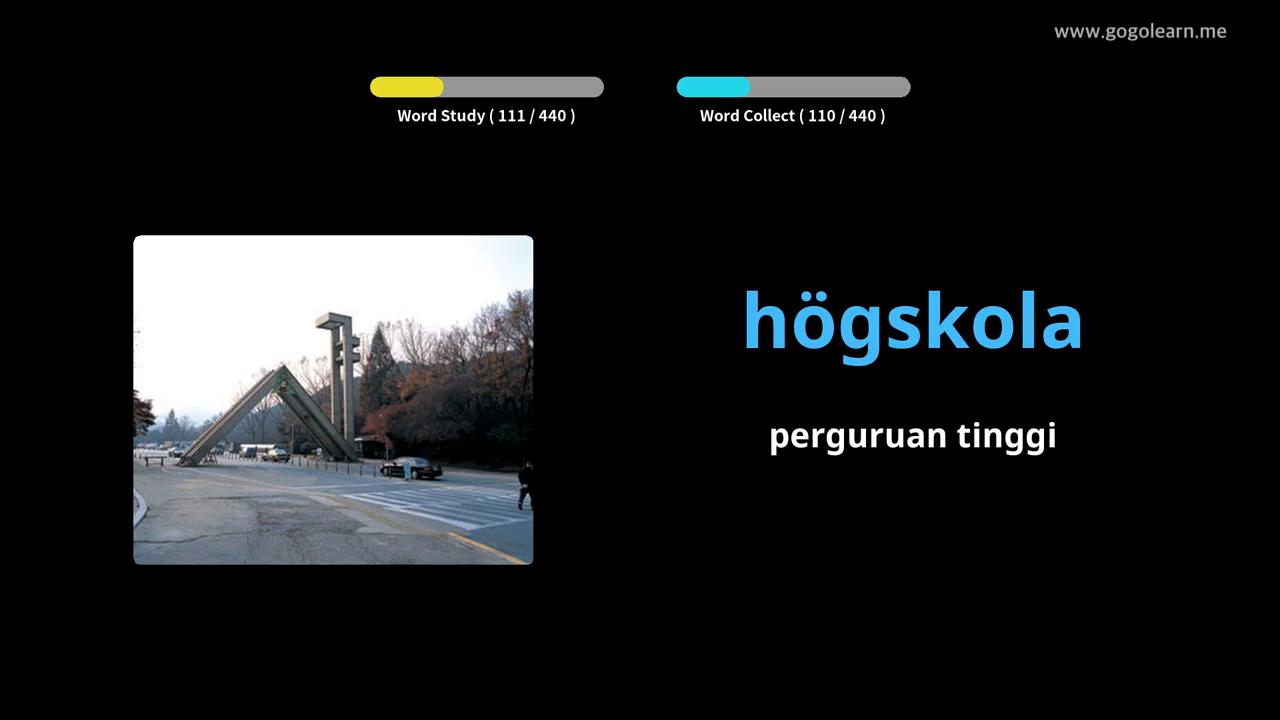 www.gogolearn.me
Word Study ( 111 / 440 )
Word Collect ( 110 / 440 )
högskola
perguruan tinggi